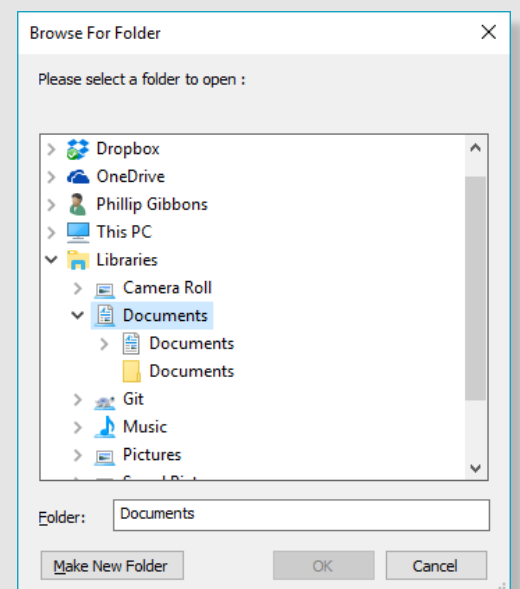 Browse For Folder
Please select a folder to open :
Dropbox
OneDrive
Phillip Gibbons
This PC
Libraries
Camera Roll
Documents
Documents
Documents
Git
Music
Pictures
Folder: Documents
Make New Folder OK Cancel